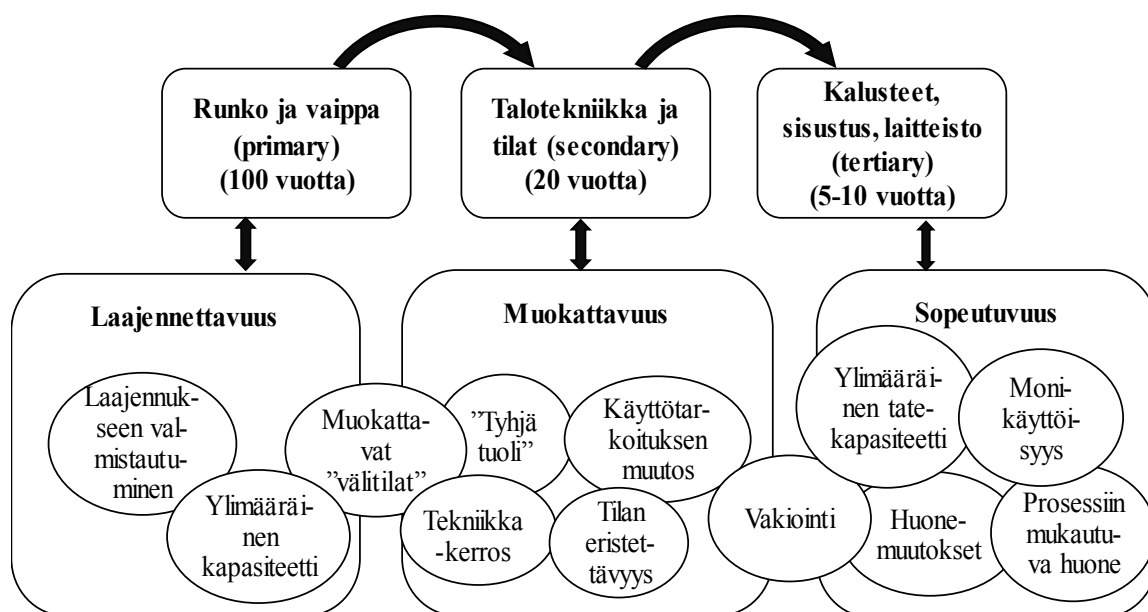 Runko ja vaippa
(primary)
(100 vuotta)
Talotekniikka ja
tilat (secondary)
(20 vuotta)
Kalusteet,
sisustus, laitteisto
(tertiary)
(5-10 vuotta)
Laajennettavuus
Laajennuk-
seen val-
mistautu-
minen
Ylimääräi-
nen
kapasiteetti
Muokatta-
vat
”välitilat”
Muokattavuus
”Tyhjä
tuoli”
Käyttötar-
koituksen
muutos
Tekniikka
-kerros
Tilan
eristet-
tävyys
Vakiointi
Sopeutuvuus
Ylimääräi-
nen tate-
kapasiteetti
Moni-
käyttöi-
syys
Huone-
muutokset
Prosessiin
mukautu-
va huone